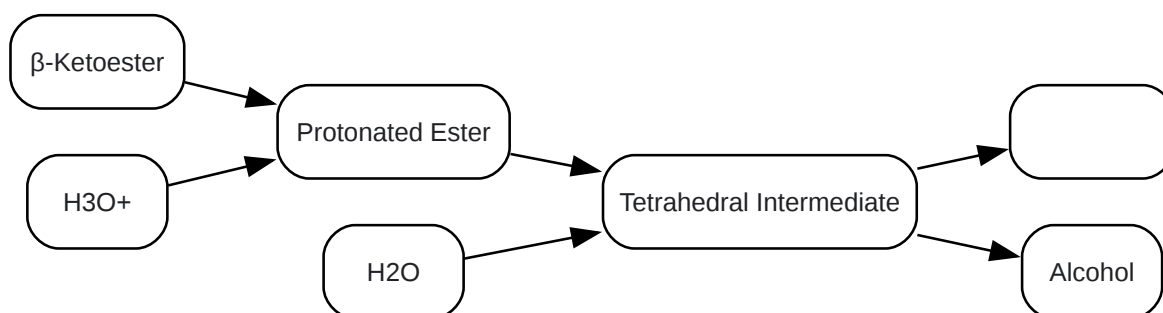 β-Ketoester
Protonated Ester
H3O+
Tetrahedral Intermediate
H2O
Alcohol